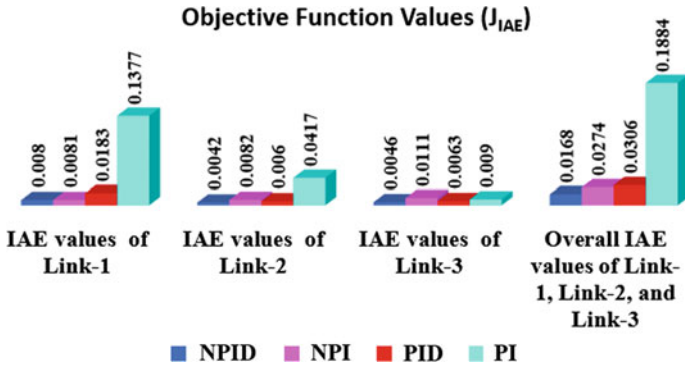 Objective Function Values (J_IAE)
0.008 0.0081 0.0183 0.1377
0.0042 0.0082 0.006 0.0417
0.0046 0.0111 0.0063 0.009
0.0168 0.0274 0.0306 0.1884
IAE values of
Link-1
IAE values of
Link-2
IAE values of
Link-3
Overall IAE
values of Link-
1, Link-2, and
Link-3
NPID NPI PID PI